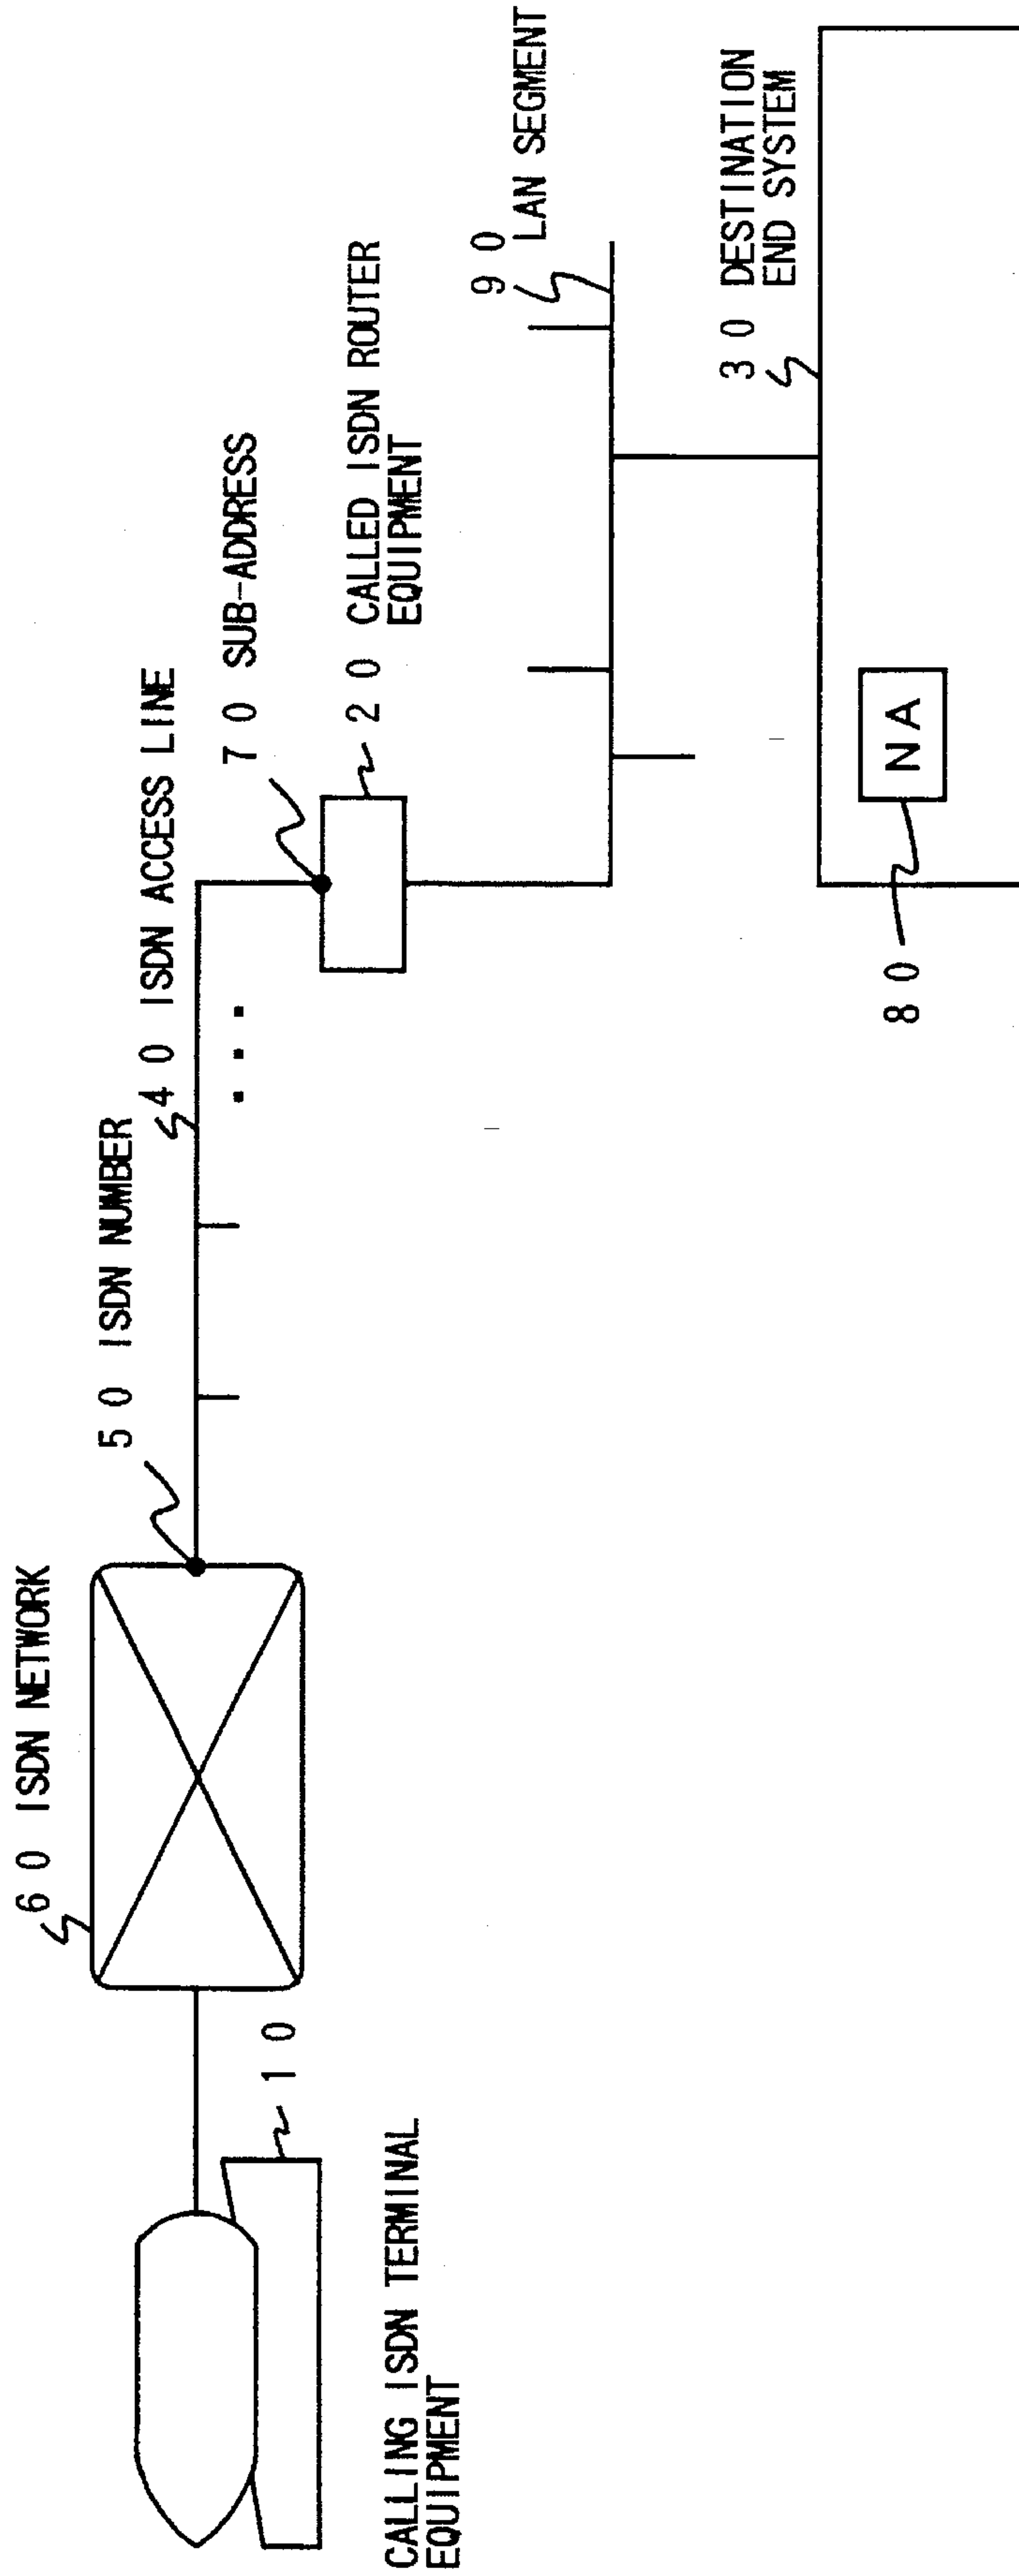 60 ISDN NETWORK
50 ISDN NUMBER
40 ISDN ACCESS LINE
70 SUB-ADDRESS
20 CALLED ISDN ROUTER
EQUIPMENT
10
CALLING ISDN TERMINAL
EQUIPMENT
90
LAN SEGMENT
30 DESTINATION
END SYSTEM
80
NA